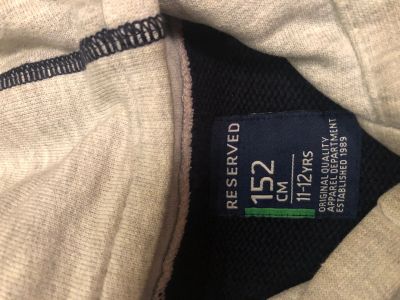 RESERVED
152
CM
11-12YRS
ORIGINAL QUALITY
APPAREL DEPARTMENT
ESTABLISHED 1989